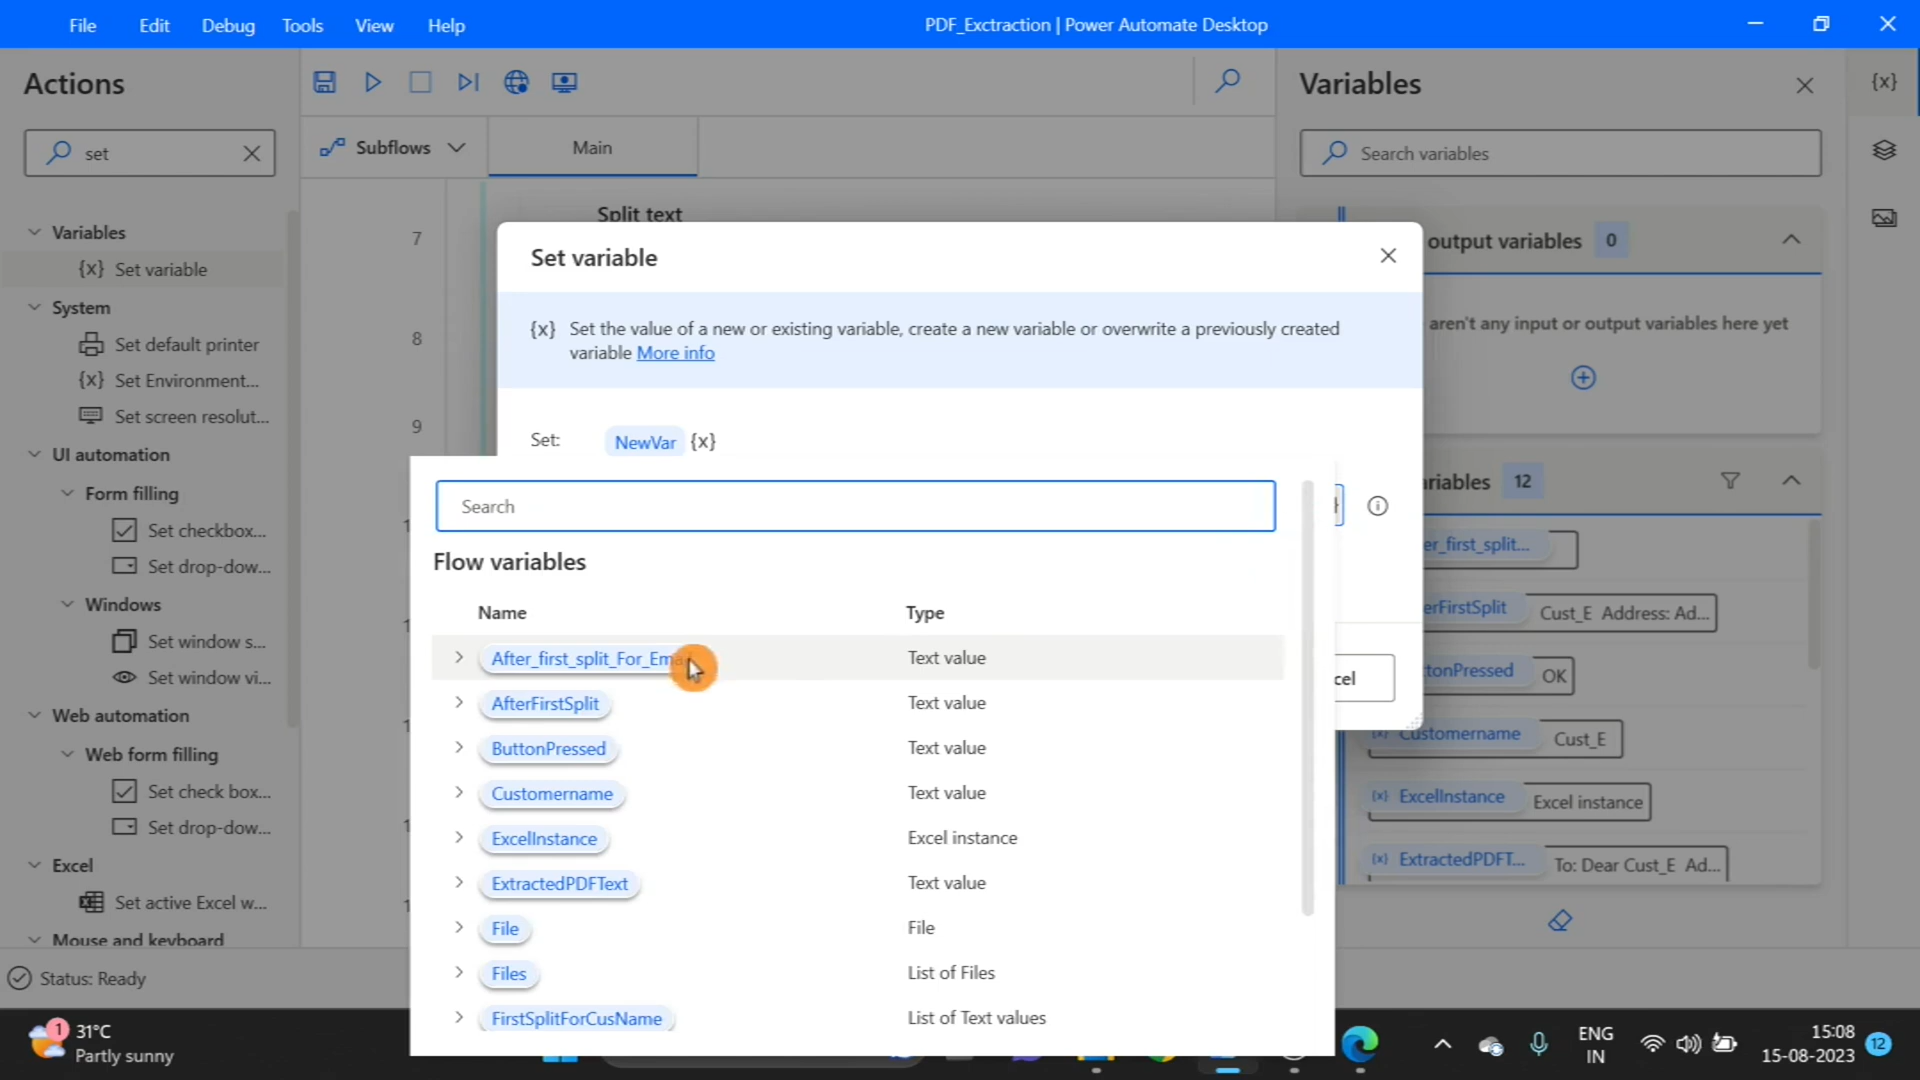 File Edit Debug Tools View Help
PDF_Exctraction | Power Automate Desktop
Actions
set
Variables
{x} Set variable
System
Set default printer
{x} Set Environment...
Set screen resolut...
UI automation
Form filling
Set checkbox...
Set drop-dow...
Windows
Set window s...
Set window vi...
Web automation
Web form filling
Set check box...
Set drop-dow...
Excel
Set active Excel w...
Mouse and keyboard
Status: Ready
Subflows
Main
7
Split text
8
9
Set variable
{x} Set the value of a new or existing variable, create a new variable or overwrite a previously created
variable More info
Set: NewVar {x}
Search
Flow variables
Name Type
After_first_split_For_Ema Text value
AfterFirstSplit Text value
ButtonPressed Text value
Customername Text value
ExcelInstance Excel instance
ExtractedPDFText Text value
File File
Files List of Files
FirstSplitForCusName List of Text values
cel
Variables
{x}
Search variables
output variables 0
aren't any input or output variables here yet
riables 12
er_first_split...
erFirstSplit Cust_E Address: Ad...
tonPressed OK
Customername Cust_E
{x} ExcelInstance Excel instance
{x} ExtractedPDFT... To: Dear Cust_E Ad...
1
31°C
Partly sunny
ENG
IN
15:08
15-08-2023
12